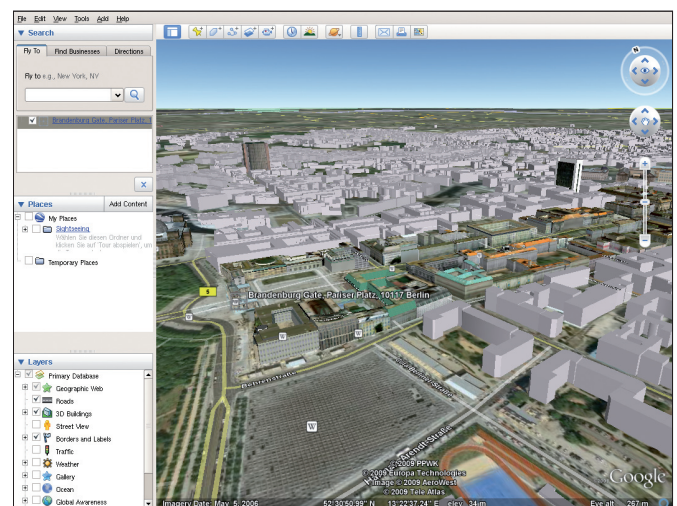 File Edit View Tools Add Help
Search
Fly To Find Businesses Directions
Fly to e.g., New York, NY
Brandenburg Gate, Pariser Platz, 1
Places Add Content
My Places
Sightseeing
Wählen Sie diesen Ordner und
klicken Sie auf 'Tour abspielen', um
Temporary Places
Layers
Primary Database
Geographic Web
Roads
3D Buildings
Street View
Borders and Labels
Traffic
Weather
Gallery
Ocean
Global Awareness
N
5
Brandenburg Gate, Pariser Platz, 10117 Berlin
W
W
W
W
Behrenstraße
Arendt-Straße
© 2009 PPWK
© 2009 Europa Technologies
Image © 2009 AeroWest
© 2009 Tele Atlas
Google
Imagery Date: May 5, 2006 52°30'50.99" N 13°22'37.24" E elev 34 m Eye alt 267 m